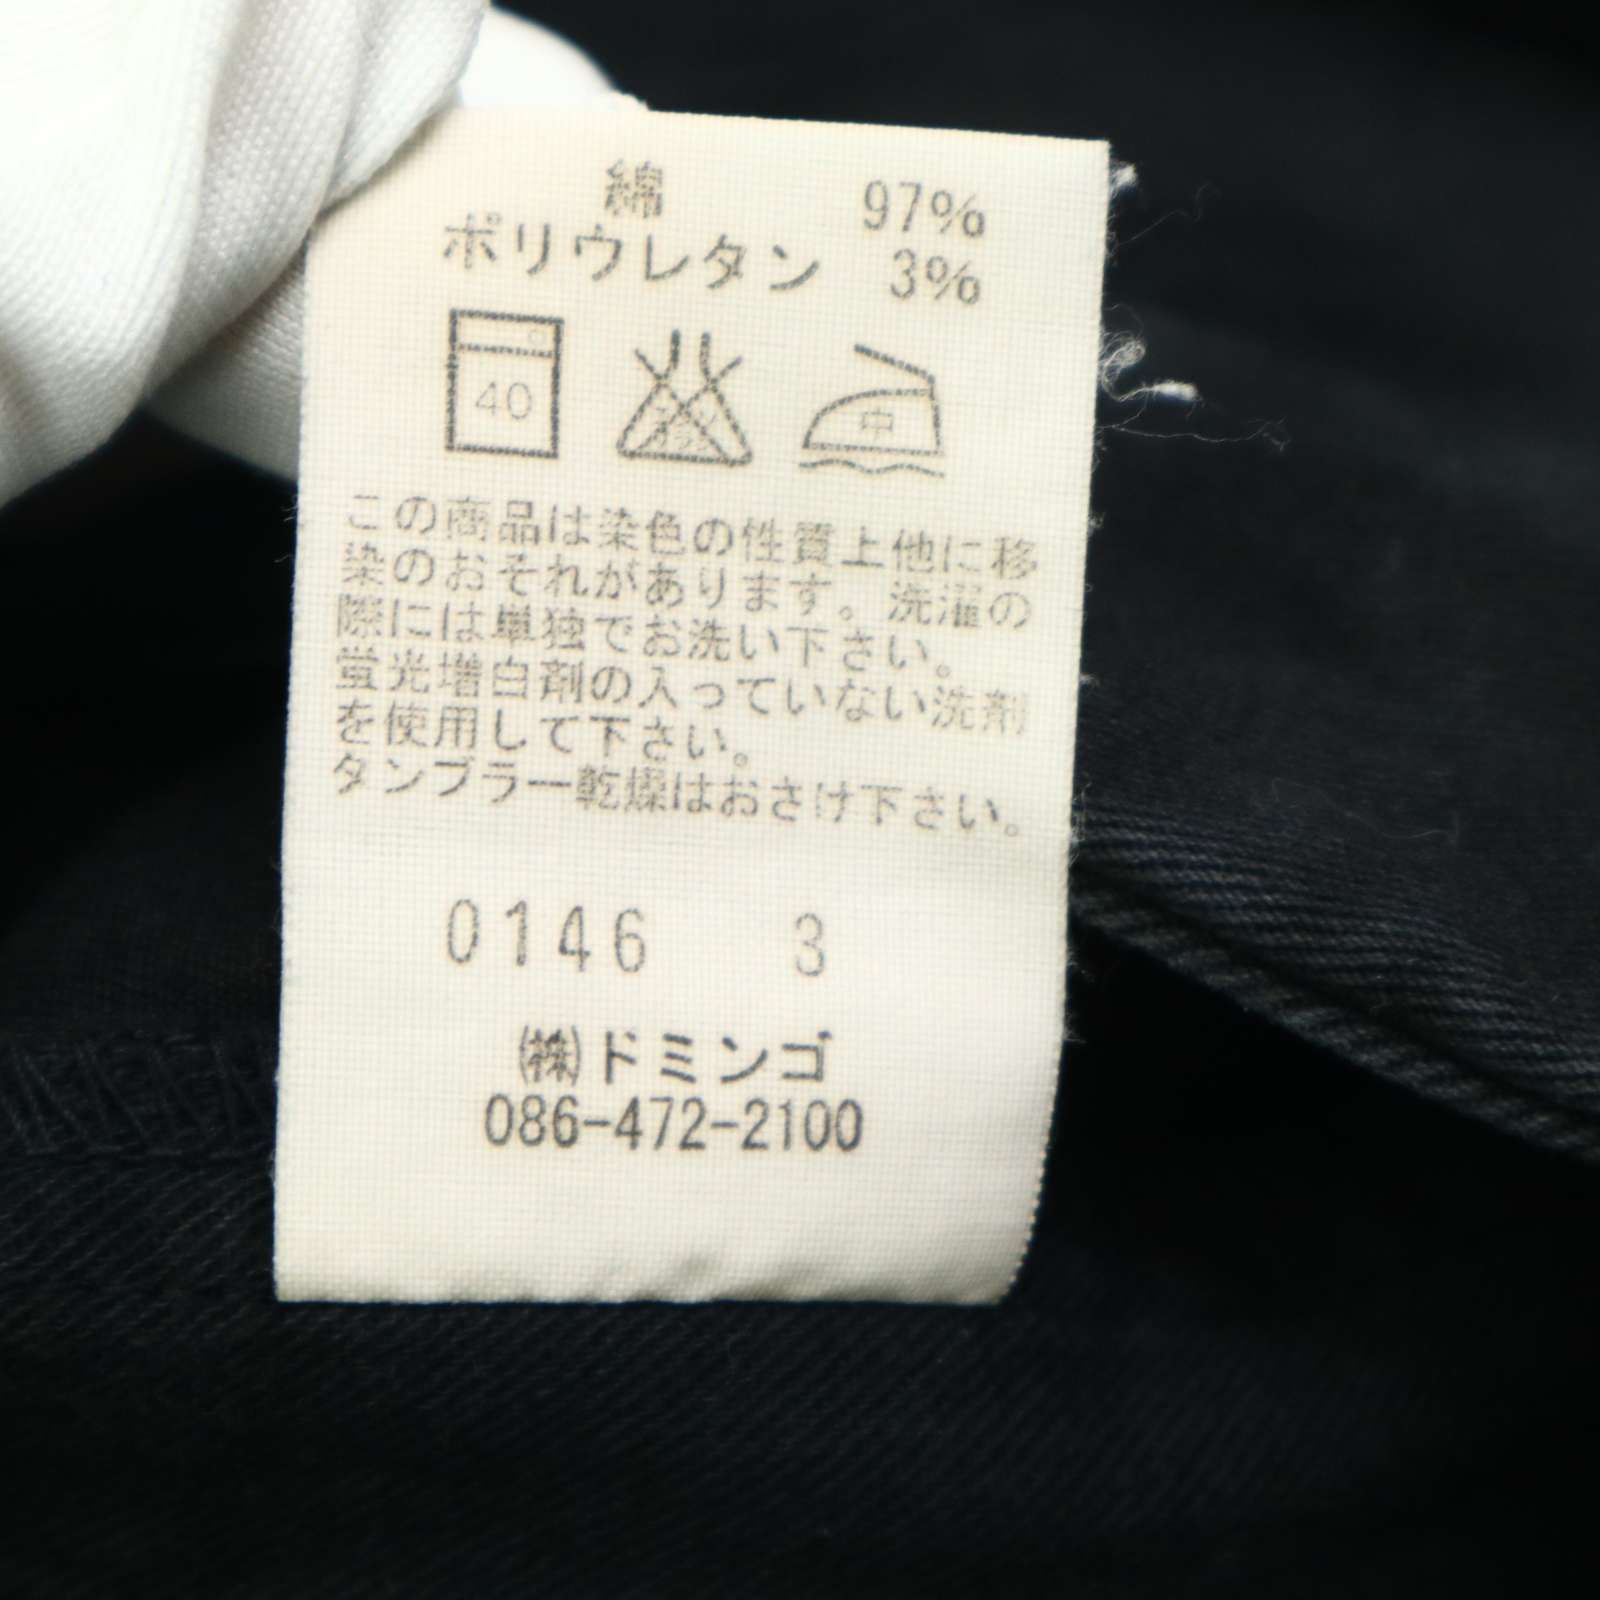 綿 97%
ポリウレタン 3%
40 中
この商品は染色の性質上他に移
染のおそれがあります。洗濯の
際には単独でお洗い下さい。
蛍光増白剤の入っていない洗剤
を使用して下さい。
タンブラー乾燥はおさけ下さい。
0146 3
㈱ドミンゴ
086-472-2100